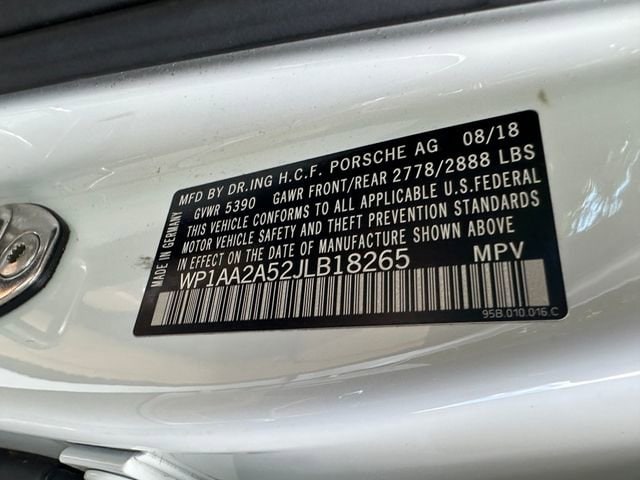 MFD BY DR.ING H.C.F. PORSCHE AG 08/18
GVWR 5390 GAWR FRONT/REAR 2778/2888 LBS
THIS VEHICLE CONFORMS TO ALL APPLICABLE U.S.FEDERAL
MOTOR VEHICLE SAFETY AND THEFT PREVENTION STANDARDS
IN EFFECT ON THE DATE OF MANUFACTURE SHOWN ABOVE
WP1AA2A52JLB18265 MPV
95B.010.016.C
MADE IN GERMANY